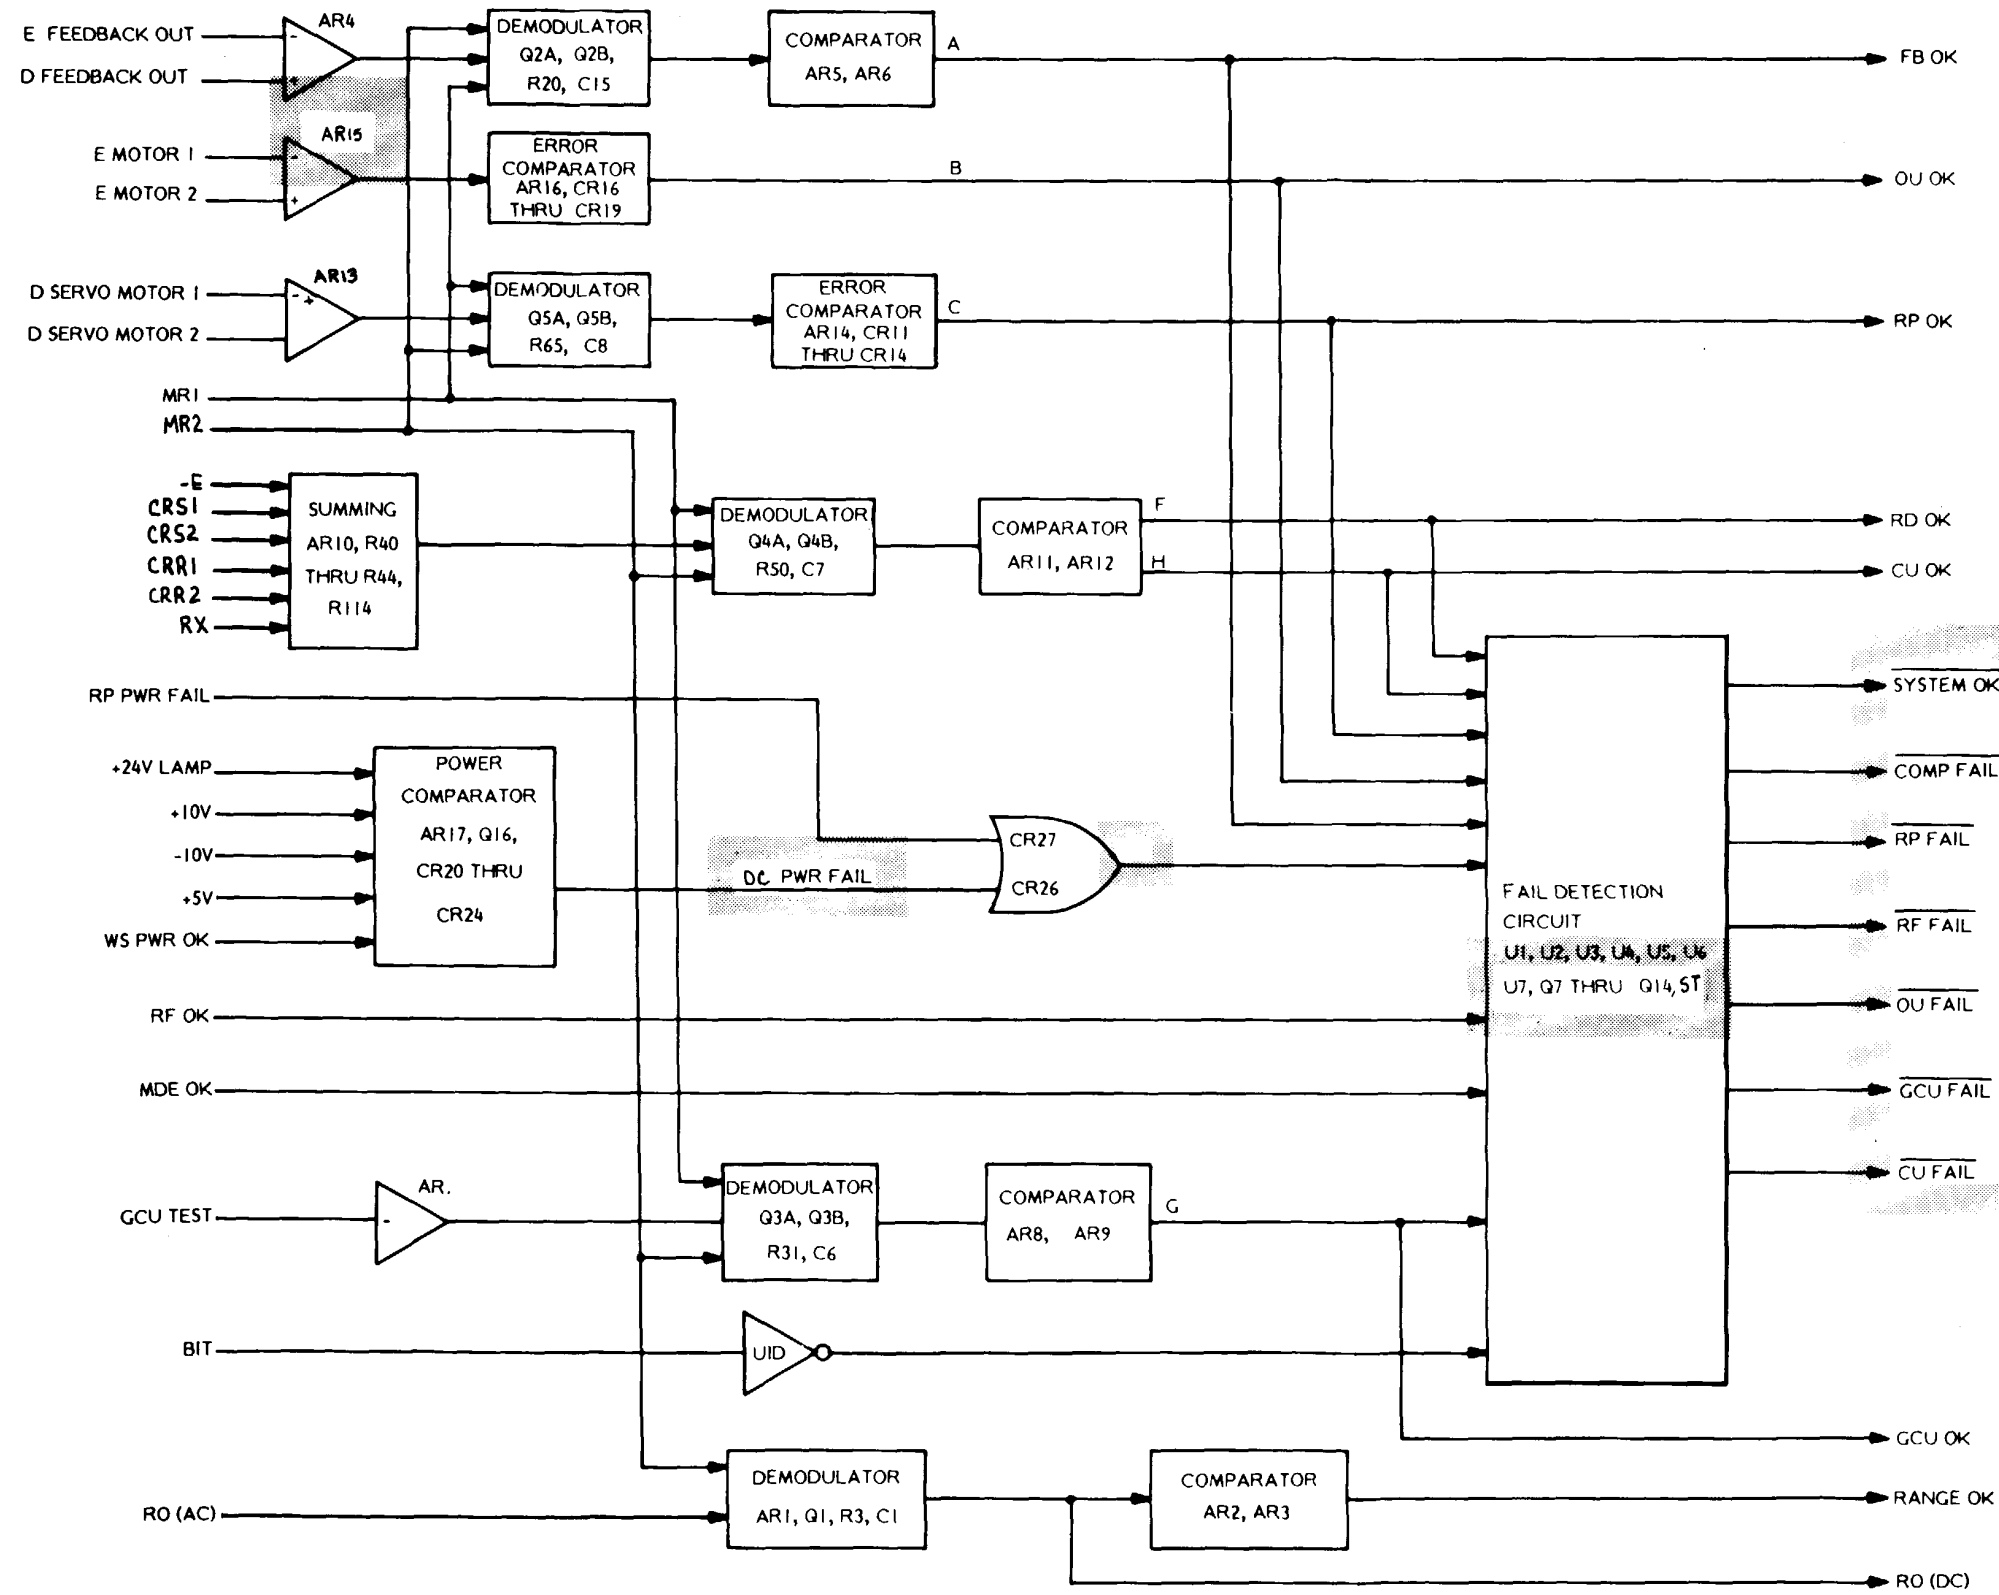 E FEEDBACK OUT
D FEEDBACK OUT
-
+
AR4
DEMODULATOR
Q2A, Q2B,
R20, C15
COMPARATOR
AR5, AR6
A
FB OK
E MOTOR 1
E MOTOR 2
-
+
AR15
ERROR
COMPARATOR
AR16, CR16
THRU CR19
B
OU OK
D SERVO MOTOR 1
D SERVO MOTOR 2
- +
AR13
DEMODULATOR
Q5A, Q5B,
R65, C8
ERROR
COMPARATOR
AR14, CR11
THRU CR14
C
RP OK
MR1
MR2
-E
CRS1
CRS2
CRR1
CRR2
RX
SUMMING
AR10, R40
THRU R44,
R114
DEMODULATOR
Q4A, Q4B,
R50, C7
COMPARATOR
AR11, AR12
F
H
RD OK
CU OK
RP PWR FAIL
+24V LAMP
+10V
-10V
+5V
WS PWR OK
POWER
COMPARATOR
AR17, Q16,
CR20 THRU
CR24
DC PWR FAIL
CR27
CR26
FAIL DETECTION
CIRCUIT
U1, U2, U3, U4, U5, U6
U7, Q7 THRU Q14, ST
SYSTEM OK
COMP FAIL
RP FAIL
RF FAIL
OU FAIL
GCU FAIL
CU FAIL
RF OK
MDE OK
GCU TEST
-
AR.
DEMODULATOR
Q3A, Q3B,
R31, C6
COMPARATOR
AR8, AR9
G
BIT
U1D
GCU OK
RO (AC)
DEMODULATOR
AR1, Q1, R3, C1
COMPARATOR
AR2, AR3
RANGE OK
RO (DC)